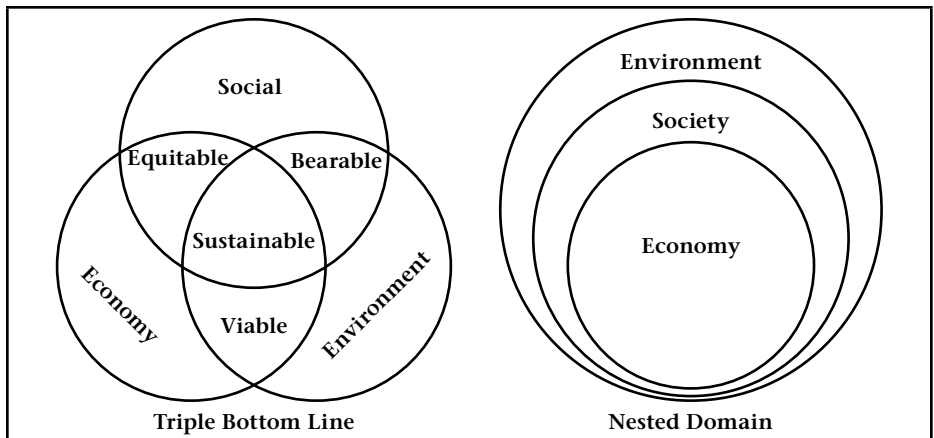 Social
Equitable
Bearable
Sustainable
Economy
Viable
Environment
Triple Bottom Line
Environment
Society
Economy
Nested Domain